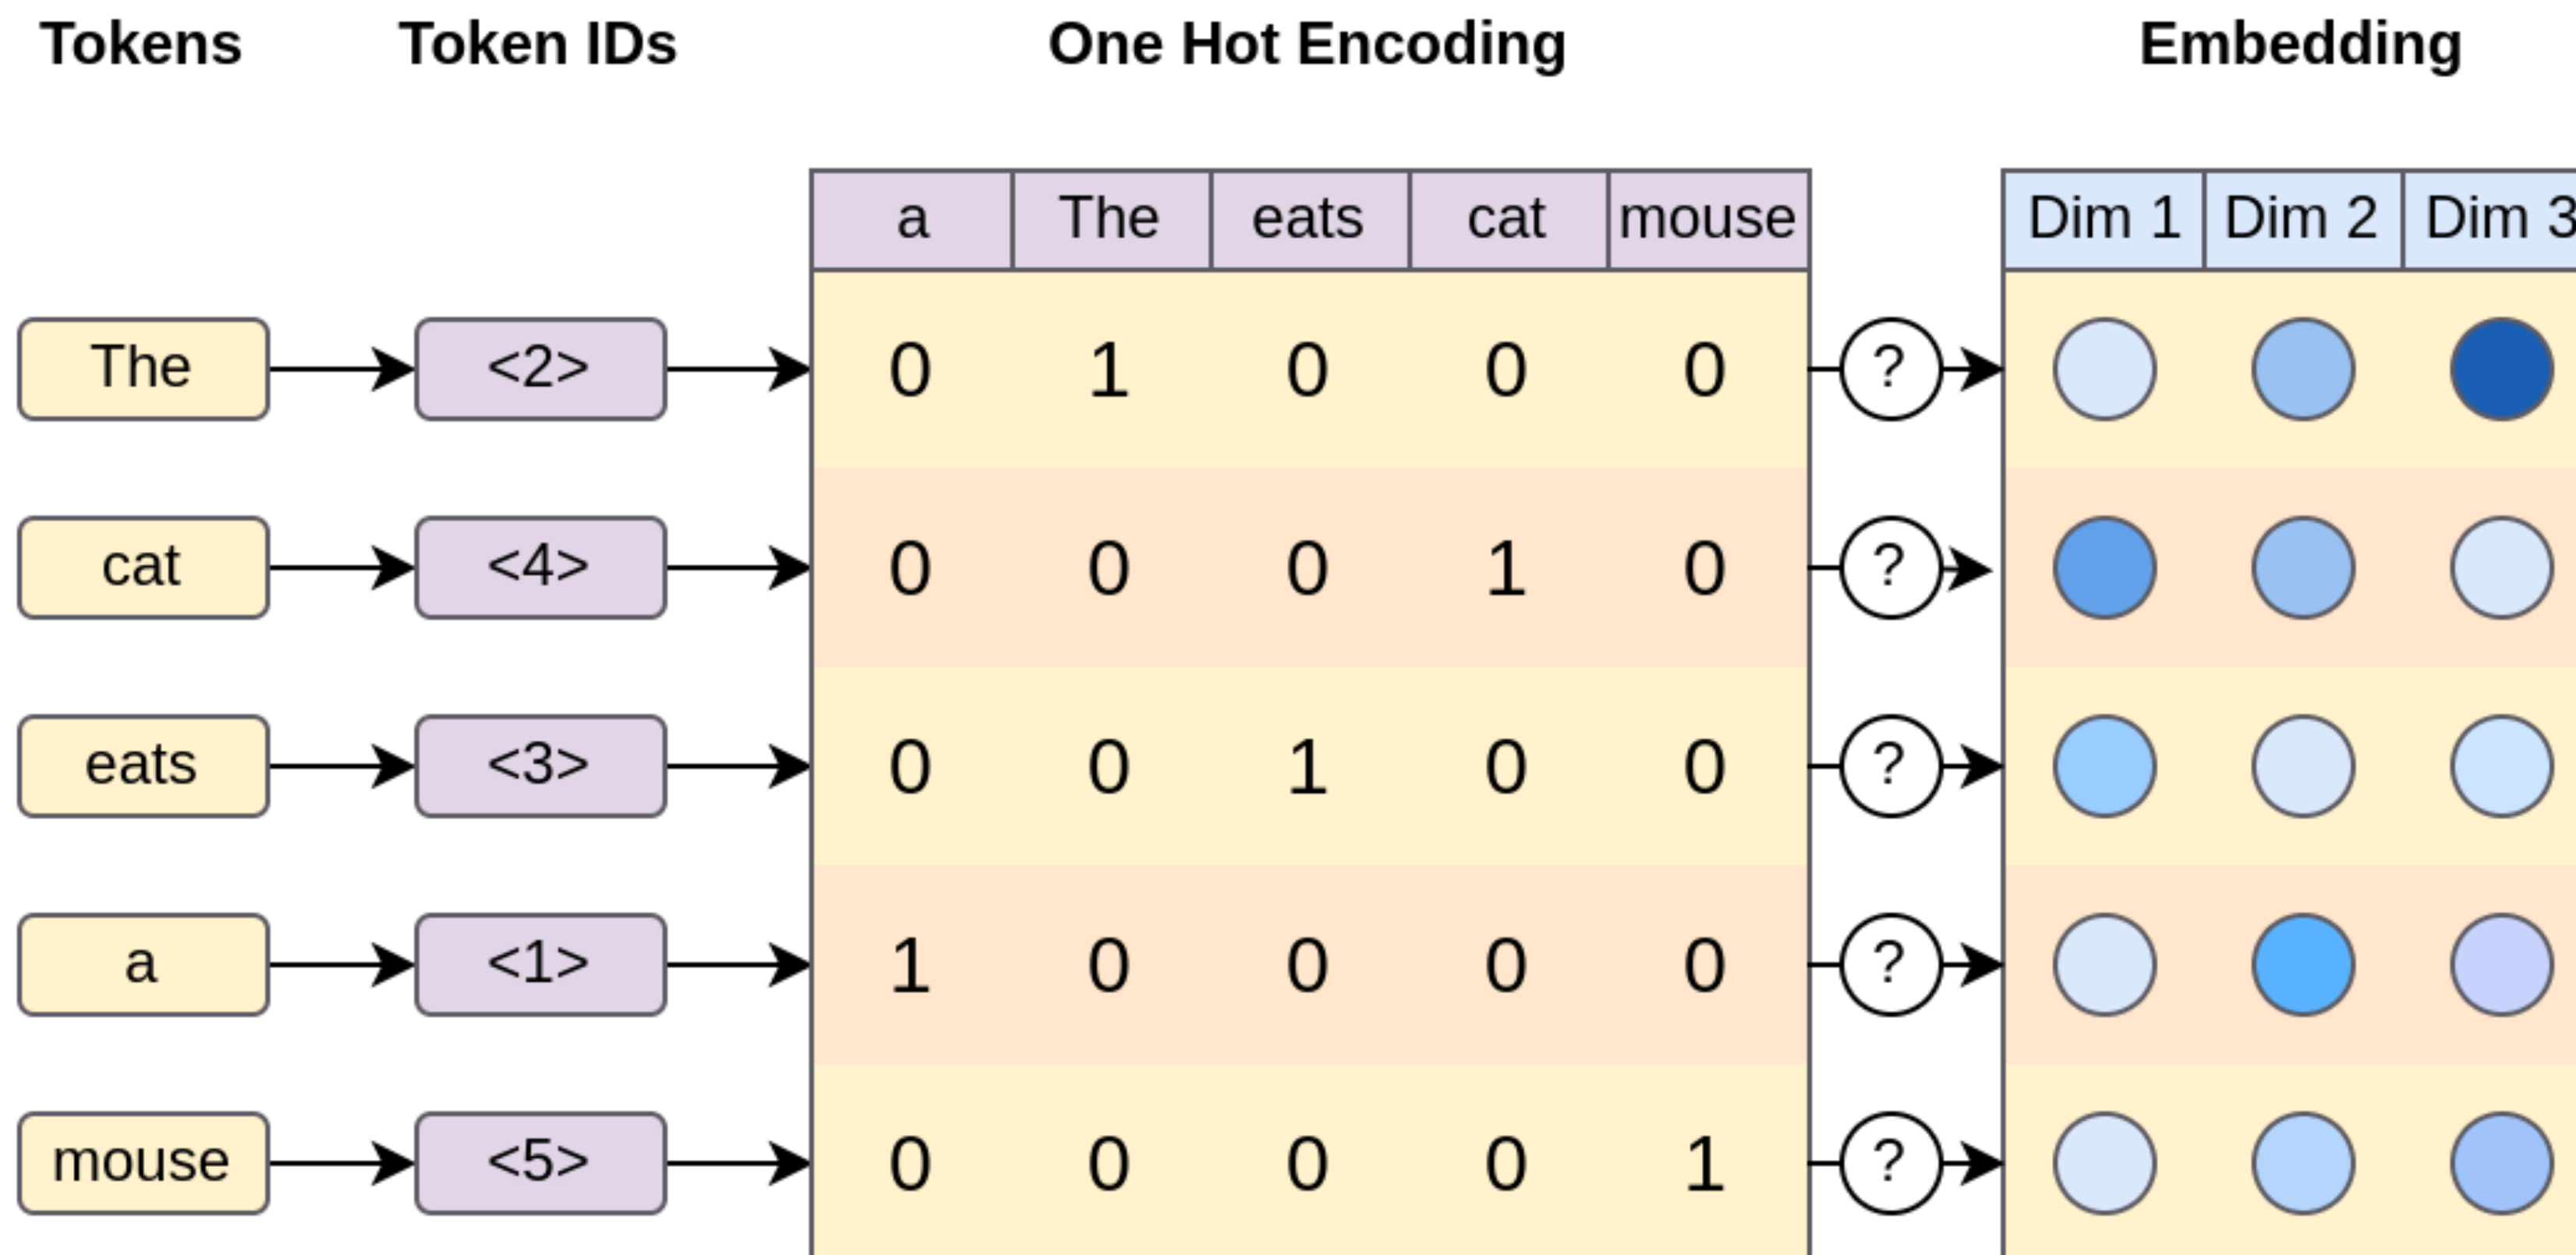 Tokens Token IDs One Hot Encoding Embedding
a The eats cat mouse Dim 1 Dim 2 Dim 3
The <2> 0 1 0 0 0 ?
cat <4> 0 0 0 1 0 ?
eats <3> 0 0 1 0 0 ?
a <1> 1 0 0 0 0 ?
mouse <5> 0 0 0 0 1 ?